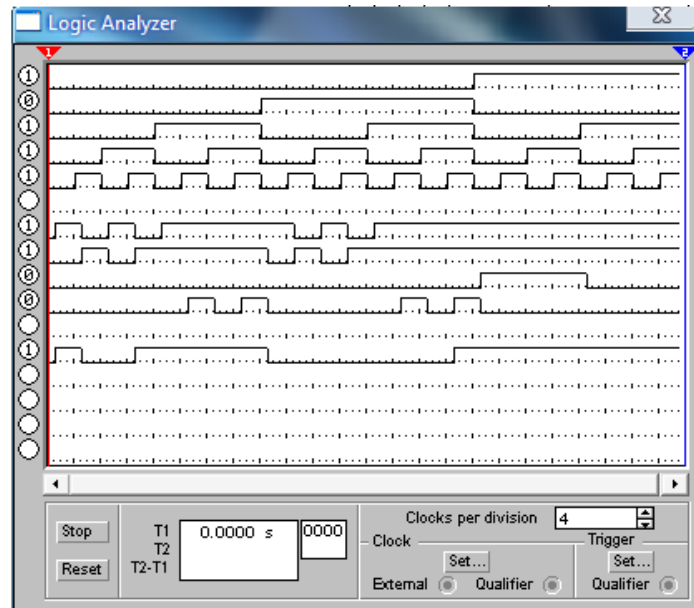 Logic Analyzer
1
2
1
0
1
1
1
1
1
0
0
1
Stop
Reset
T1
T2
T2-T1
0.0000 s
0000
Clocks per division
4
Clock
Set...
External
Qualifier
Trigger
Set...
Qualifier